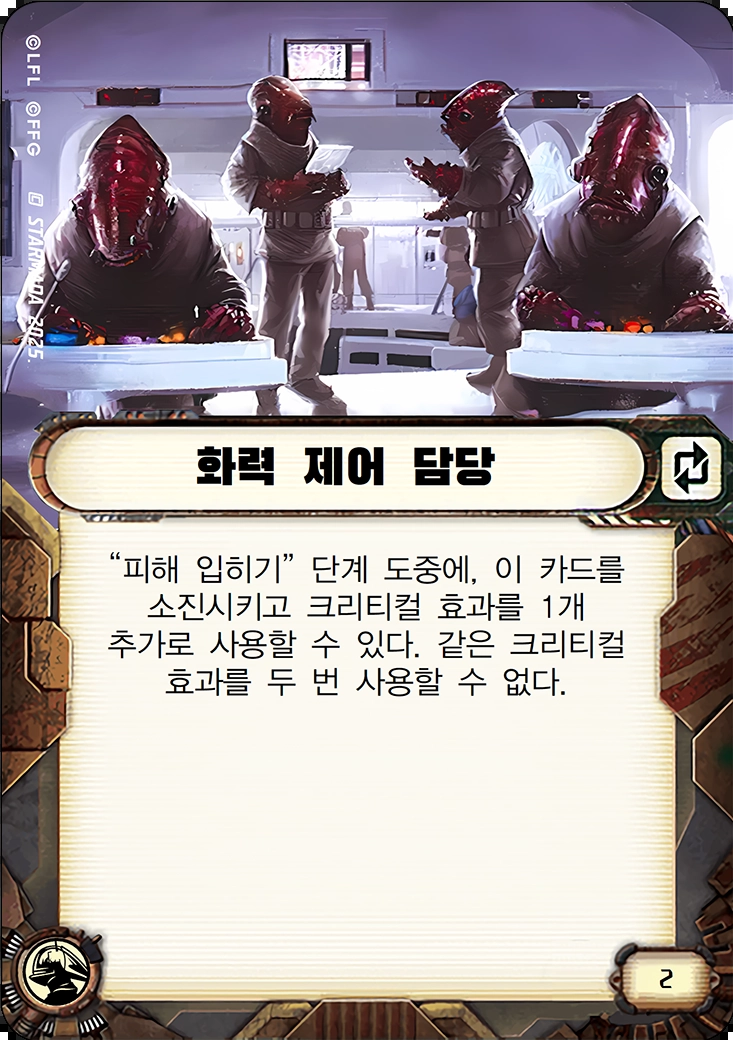 ©LFL ©FFG
화력 제어 담당
“피해 입히기” 단계 도중에, 이 카드를
소진시키고 크리티컬 효과를 1개
추가로 사용할 수 있다. 같은 크리티컬
효과를 두 번 사용할 수 없다.
2